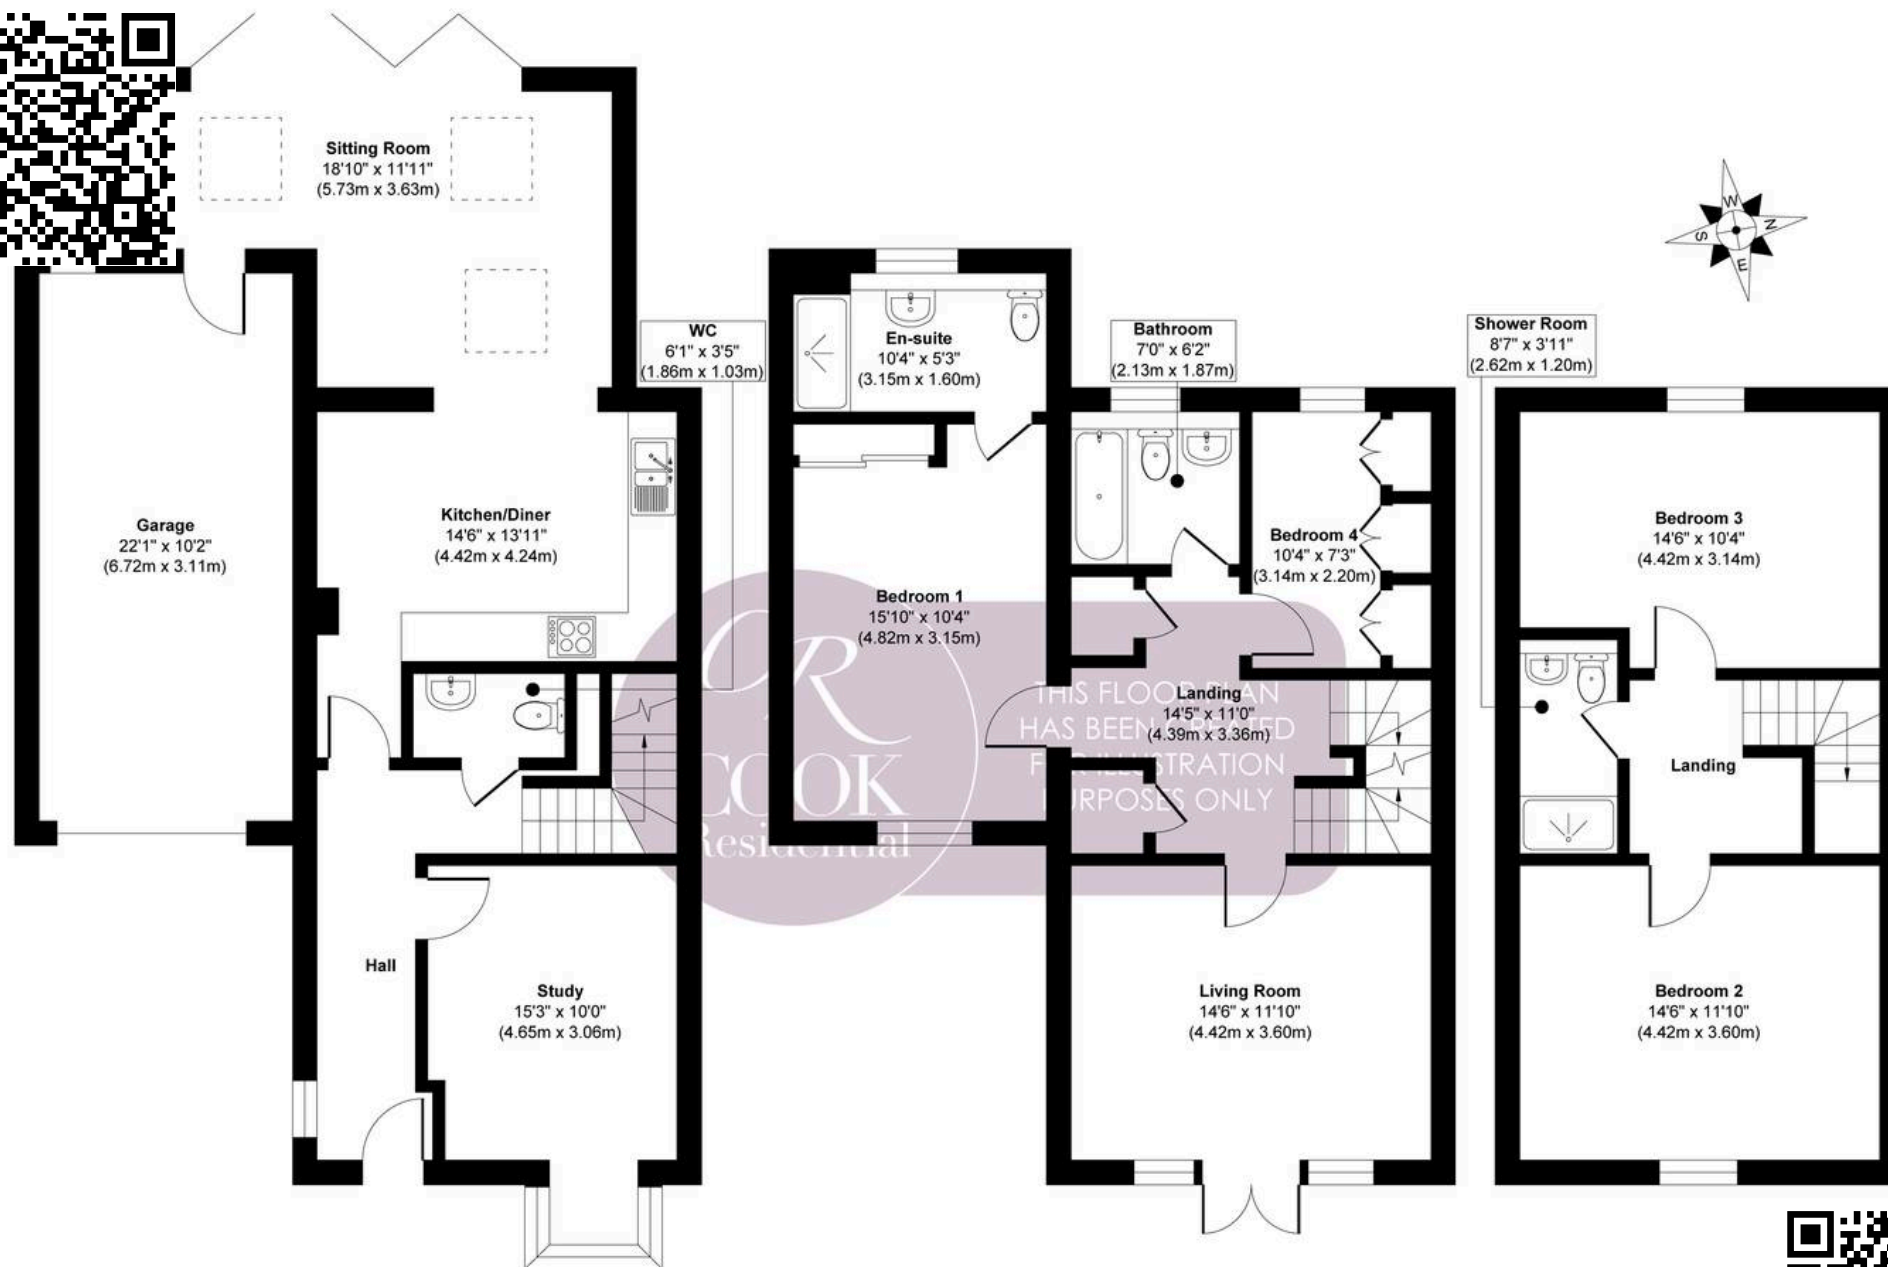 Sitting Room
18'10" x 11'11"
(5.73m x 3.63m)
W
N
S
E
WC
6'1" x 3'5"
(1.86m x 1.03m)
En-suite
10'4" x 5'3"
(3.15m x 1.60m)
Bathroom
7'0" x 6'2"
(2.13m x 1.87m)
Shower Room
8'7" x 3'11"
(2.62m x 1.20m)
Garage
22'1" x 10'2"
(6.72m x 3.11m)
Kitchen/Diner
14'6" x 13'11"
(4.42m x 4.24m)
Bedroom 4
10'4" x 7'3"
(3.14m x 2.20m)
Bedroom 3
14'6" x 10'4"
(4.42m x 3.14m)
Bedroom 1
15'10" x 10'4"
(4.82m x 3.15m)
CR
COOK
Residential
THIS FLOOR PLAN
HAS BEEN CREATED
FOR ILLUSTRATION
PURPOSES ONLY
Landing
14'5" x 11'0"
(4.39m x 3.36m)
Landing
Hall
Study
15'3" x 10'0"
(4.65m x 3.06m)
Living Room
14'6" x 11'10"
(4.42m x 3.60m)
Bedroom 2
14'6" x 11'10"
(4.42m x 3.60m)